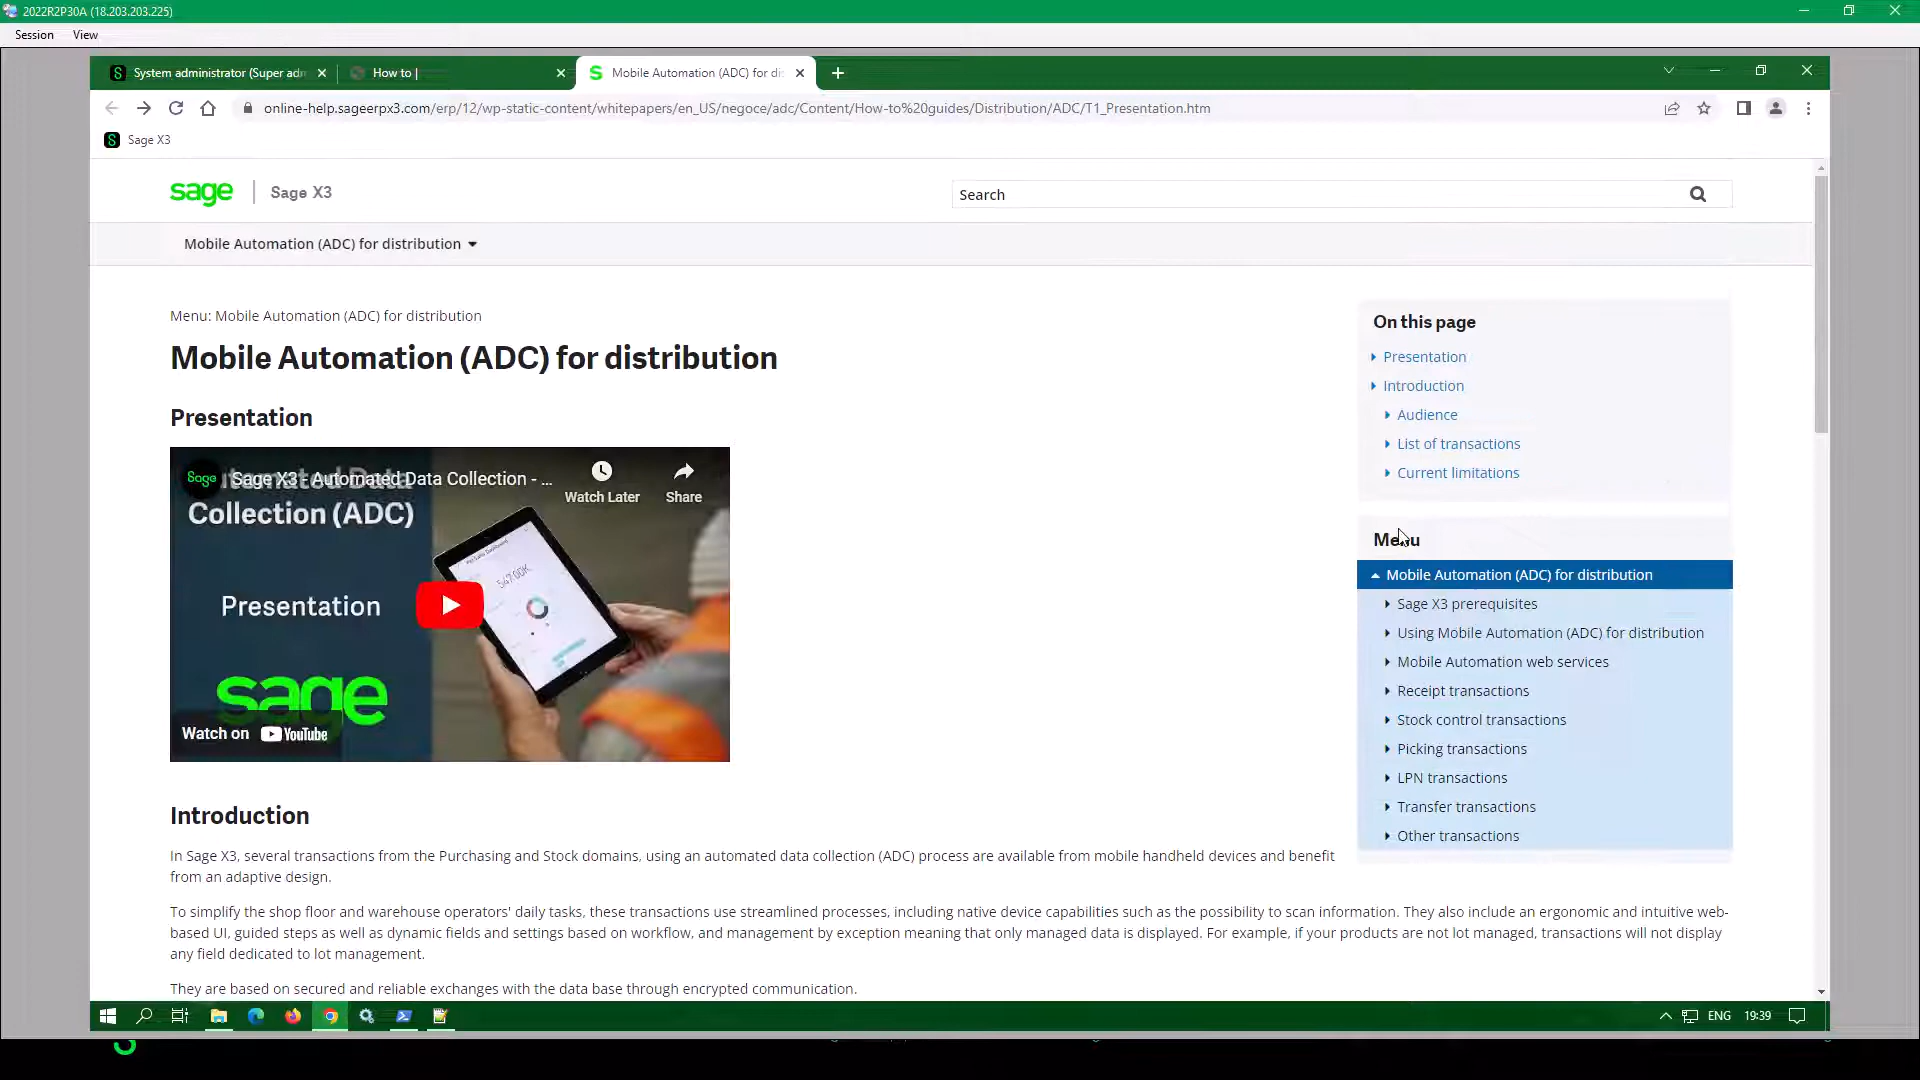 2022R2P30A (18.203.203.225)
Session View
System administrator (Super adm
How to |
Mobile Automation (ADC) for di
online-help.sageerpx3.com/erp/12/wp-static-content/whitepapers/en_US/negoce/adc/Content/How-to%20guides/Distribution/ADC/T1_Presentation.htm
Sage X3
sage Sage X3
Search
Mobile Automation (ADC) for distribution
Menu: Mobile Automation (ADC) for distribution
Mobile Automation (ADC) for distribution
Presentation
Sage
Sage X3 - Automated Data Collection - ...
Watch Later
Share
Automated Data
Collection (ADC)
Presentation
sage
Watch on YouTube
Introduction
In Sage X3, several transactions from the Purchasing and Stock domains, using an automated data collection (ADC) process are available from mobile handheld devices and benefit
from an adaptive design.
To simplify the shop floor and warehouse operators' daily tasks, these transactions use streamlined processes, including native device capabilities such as the possibility to scan information. They also include an ergonomic and intuitive web-
based UI, guided steps as well as dynamic fields and settings based on workflow, and management by exception meaning that only managed data is displayed. For example, if your products are not lot managed, transactions will not display
any field dedicated to lot management.
They are based on secured and reliable exchanges with the data base through encrypted communication.
On this page
Presentation
Introduction
Audience
List of transactions
Current limitations
Menu
Mobile Automation (ADC) for distribution
Sage X3 prerequisites
Using Mobile Automation (ADC) for distribution
Mobile Automation web services
Receipt transactions
Stock control transactions
Picking transactions
LPN transactions
Transfer transactions
Other transactions
ENG 19:39